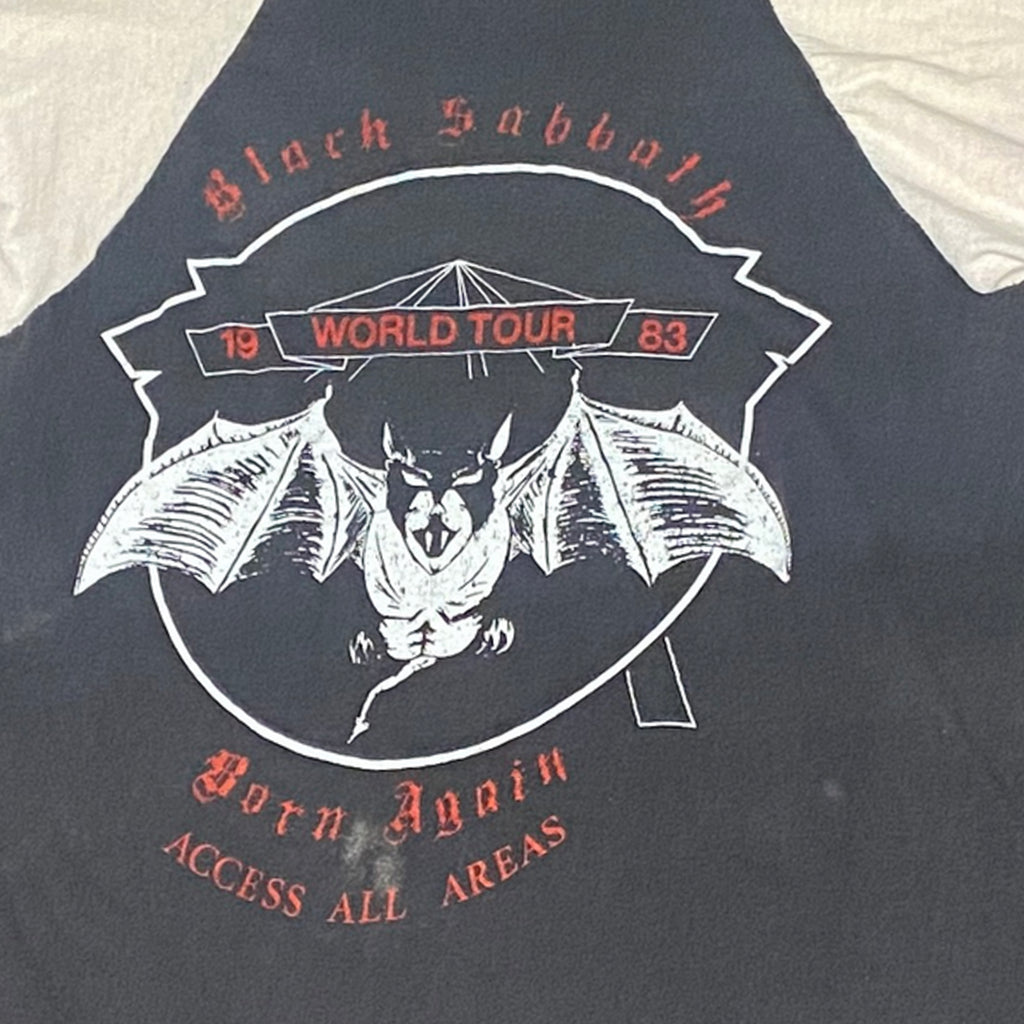 Black Sabbath
19 WORLD TOUR 83
Born Again
ACCESS ALL AREAS